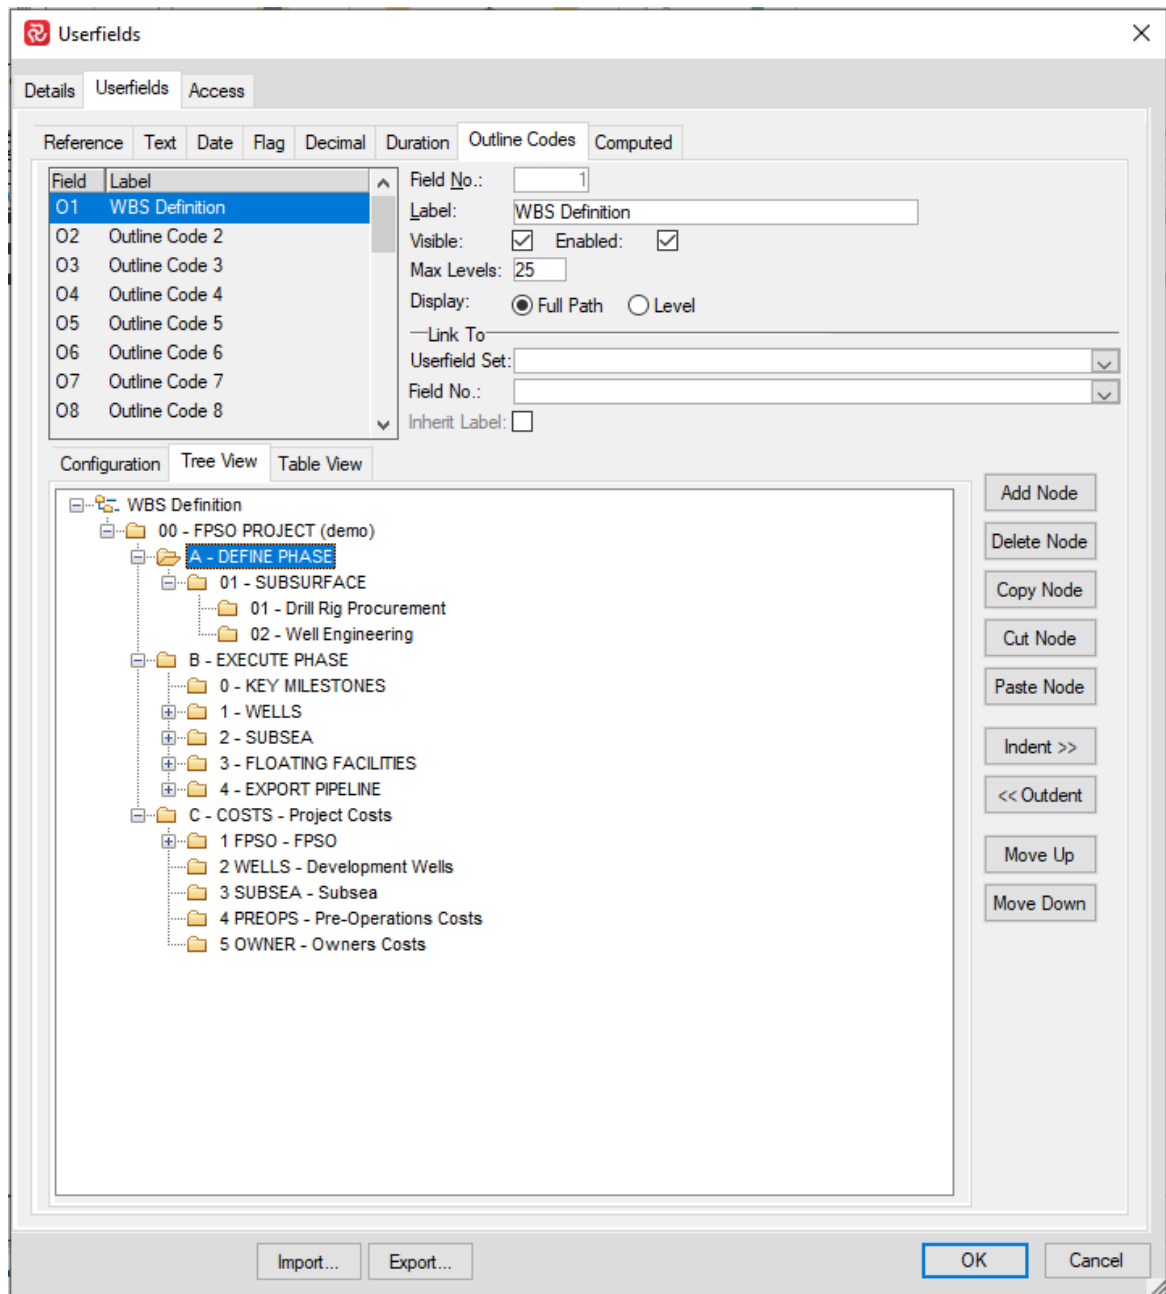 Userfields
Details Userfields Access
Reference Text Date Flag Decimal Duration Outline Codes Computed
Field Label
O1 WBS Definition
O2 Outline Code 2
O3 Outline Code 3
O4 Outline Code 4
O5 Outline Code 5
O6 Outline Code 6
O7 Outline Code 7
O8 Outline Code 8
Field No.: 1
Label: WBS Definition
Visible: Enabled:
Max Levels: 25
Display: Full Path Level
Link To
Userfield Set:
Field No.:
Inherit Label:
Configuration Tree View Table View
WBS Definition
00 - FPSO PROJECT (demo)
A - DEFINE PHASE
01 - SUBSURFACE
01 - Drill Rig Procurement
02 - Well Engineering
B - EXECUTE PHASE
0 - KEY MILESTONES
1 - WELLS
2 - SUBSEA
3 - FLOATING FACILITIES
4 - EXPORT PIPELINE
C - COSTS - Project Costs
1 FPSO - FPSO
2 WELLS - Development Wells
3 SUBSEA - Subsea
4 PREOPS - Pre-Operations Costs
5 OWNER - Owners Costs
Add Node
Delete Node
Copy Node
Cut Node
Paste Node
Indent >>
<< Outdent
Move Up
Move Down
Import... Export... OK Cancel